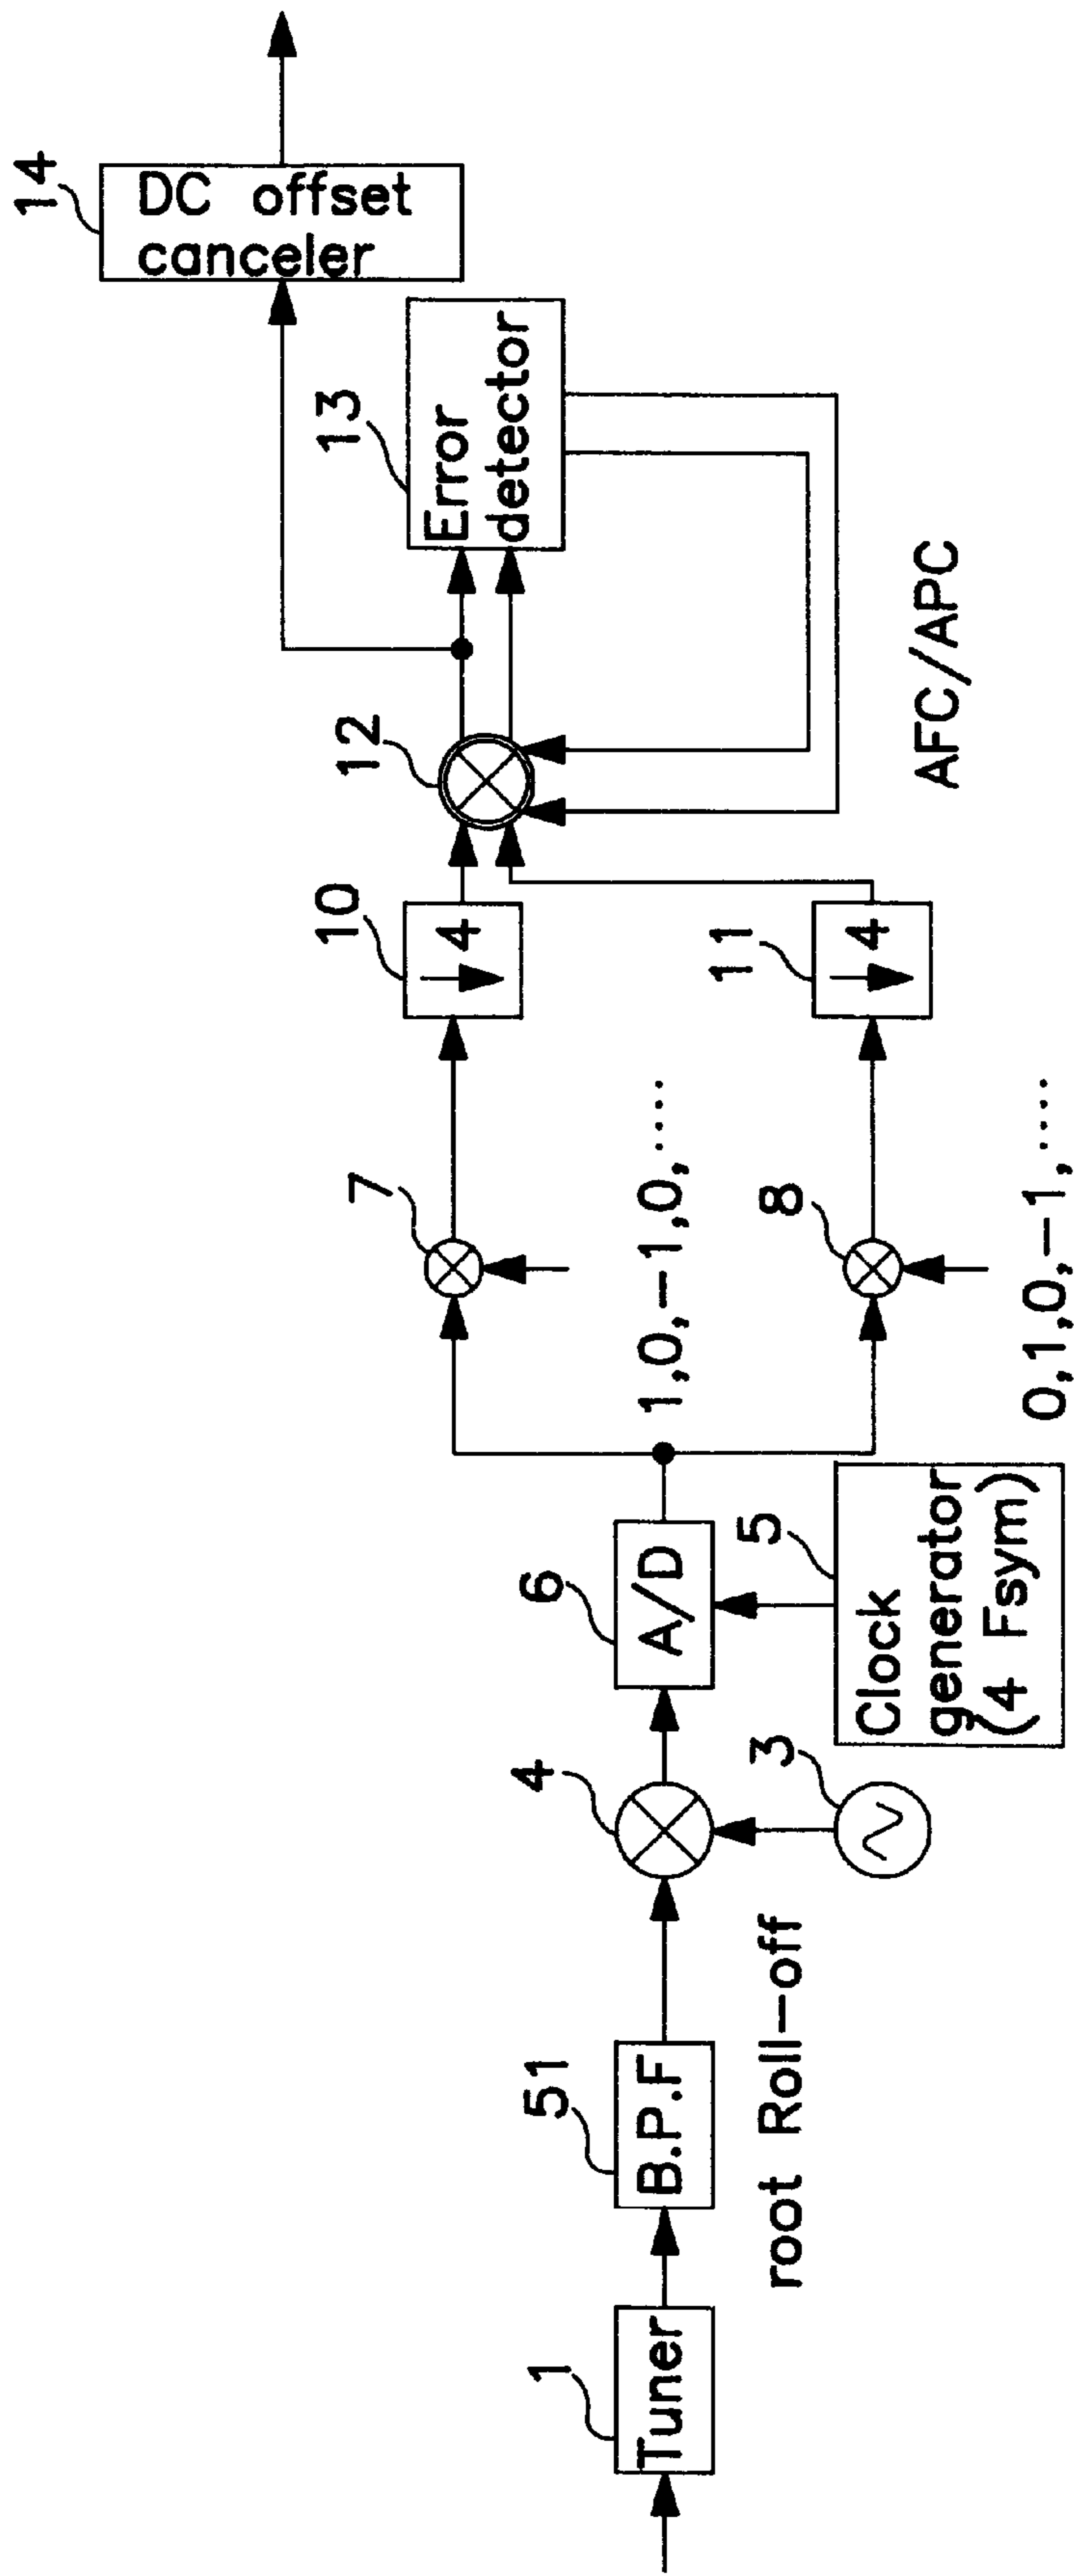 1
Tuner
51
B.P.F
root Roll-off
4
3
6
A/D
5
Clock
generator
(4 Fsym)
7
1,0,-1,0,....
8
0,1,0,-1,....
10
4
11
4
12
13
Error
detector
AFC/APC
14
DC offset
canceler